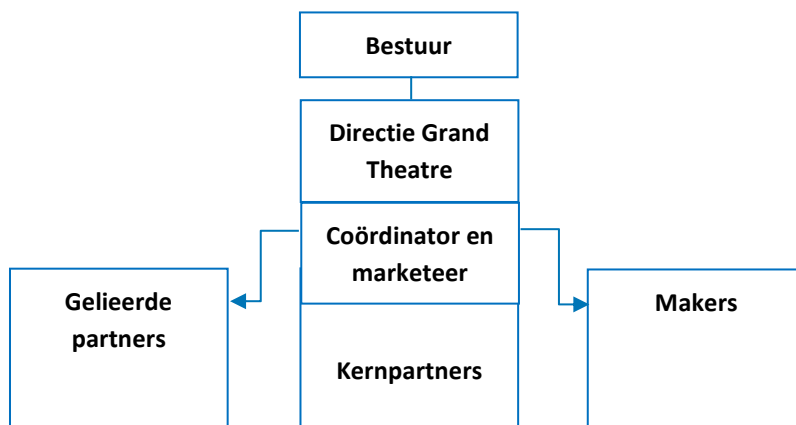 Bestuur
Directie Grand
Theatre
Coördinator en
marketeer
Gelieerde
partners
Kernpartners
Makers